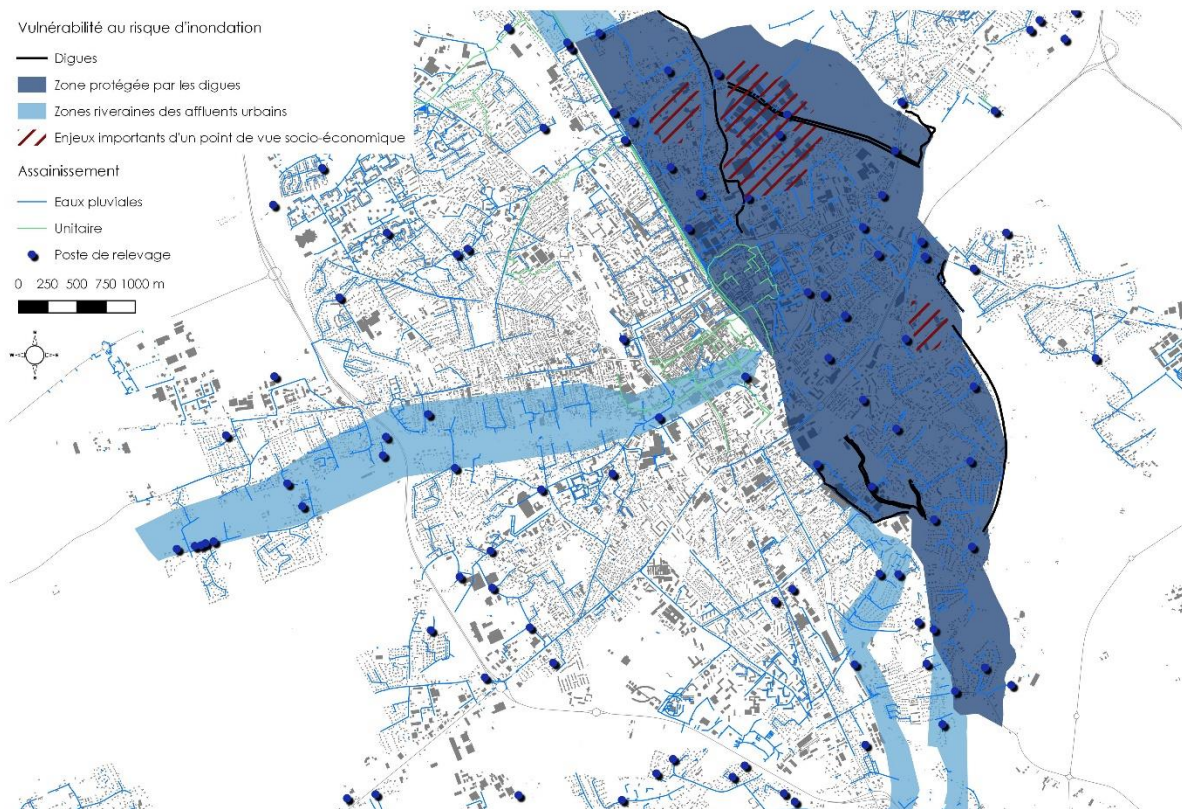 Vulnérabilité au risque d'inondation
Digues
Zone protégée par les digues
Zones riveraines des affluents urbains
Enjeux importants d'un point de vue socio-économique
Assainissement
Eaux pluviales
Unitaire
Poste de relevage
0 250 500 750 1000 m